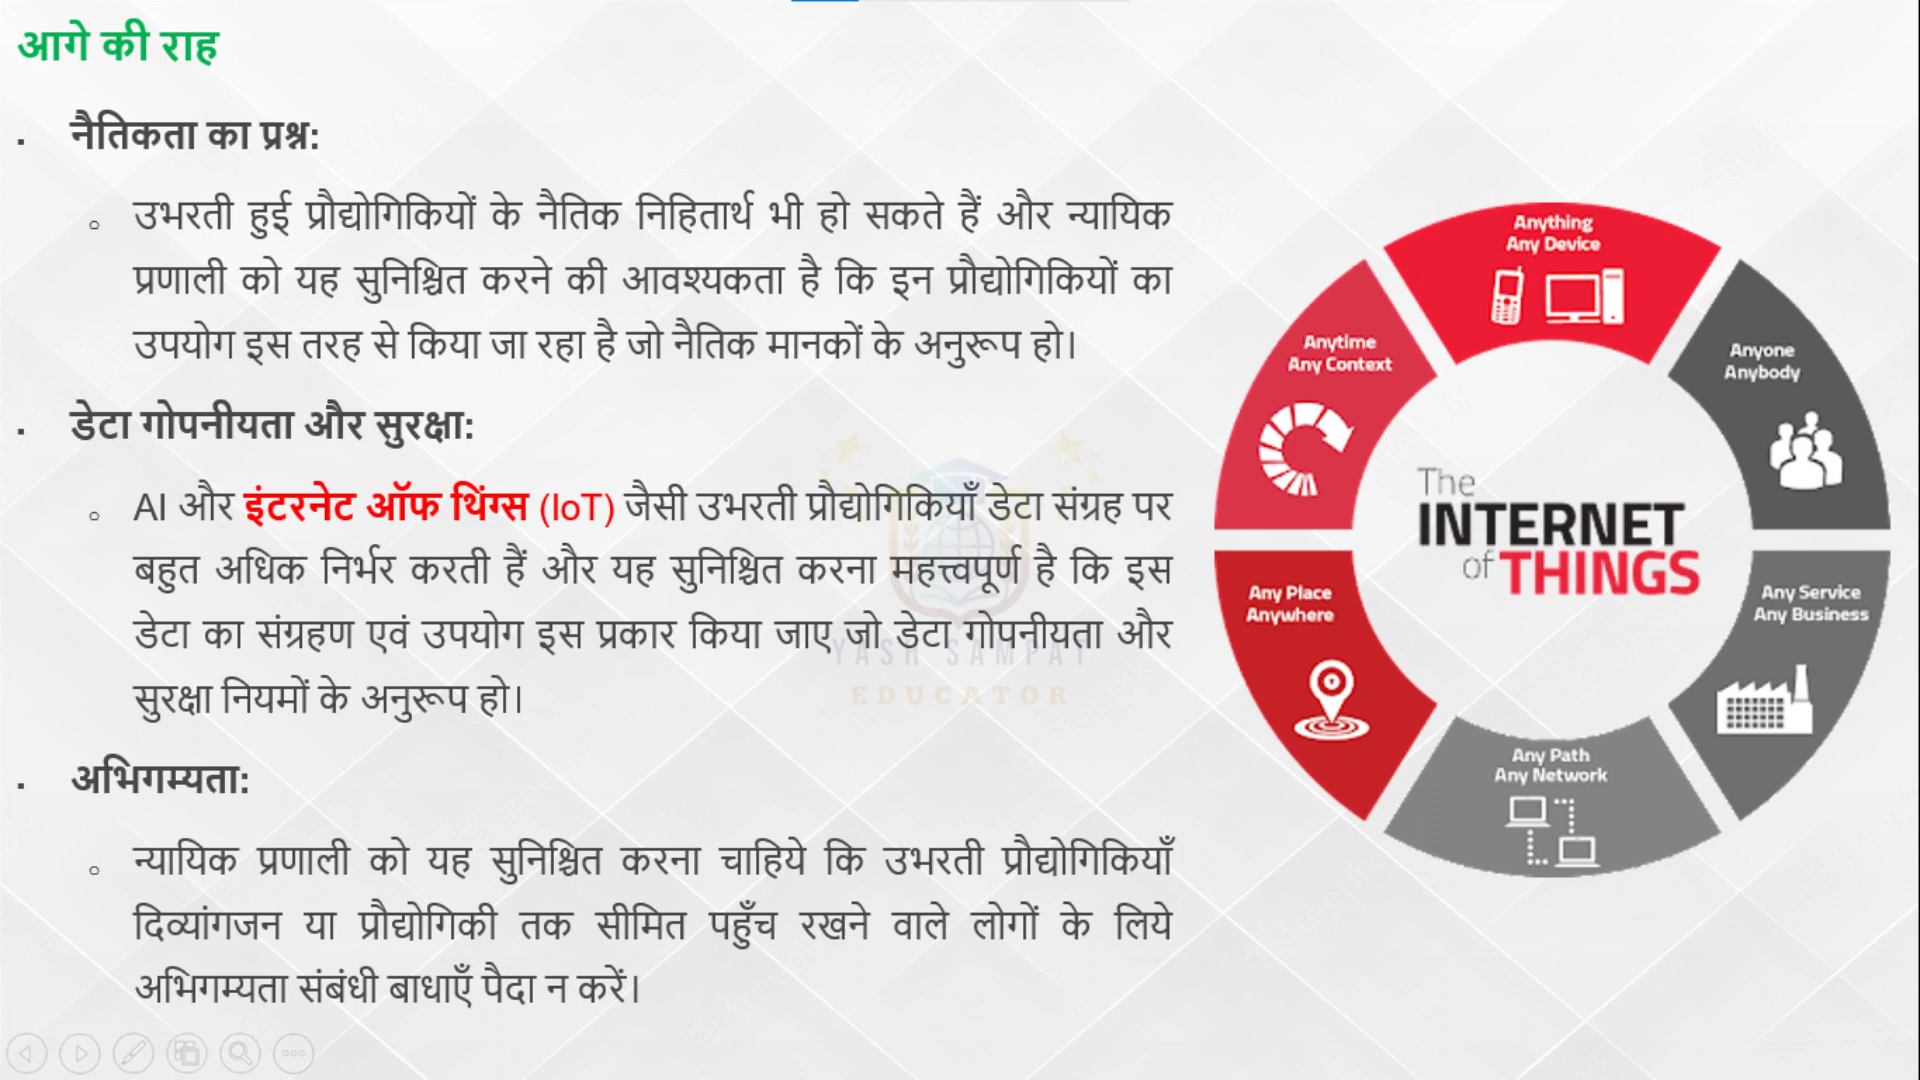 आगे की राह
▪ नैतिकता का प्रश्न:
○ उभरती हुई प्रौद्योगिकियों के नैतिक निहितार्थ भी हो सकते हैं और न्यायिक
प्रणाली को यह सुनिश्चित करने की आवश्यकता है कि इन प्रौद्योगिकियों का
उपयोग इस तरह से किया जा रहा है जो नैतिक मानकों के अनुरूप हो।
▪ डेटा गोपनीयता और सुरक्षा:
○ AI और इंटरनेट ऑफ थिंग्स (IoT) जैसी उभरती प्रौद्योगिकियाँ डेटा संग्रह पर
बहुत अधिक निर्भर करती हैं और यह सुनिश्चित करना महत्त्वपूर्ण है कि इस
डेटा का संग्रहण एवं उपयोग इस प्रकार किया जाए जो डेटा गोपनीयता और
सुरक्षा नियमों के अनुरूप हो।
▪ अभिगम्यता:
○ न्यायिक प्रणाली को यह सुनिश्चित करना चाहिये कि उभरती प्रौद्योगिकियाँ
दिव्यांगजन या प्रौद्योगिकी तक सीमित पहुँच रखने वाले लोगों के लिये
अभिगम्यता संबंधी बाधाएँ पैदा न करें।
YASH SAMPAT
EDUCATOR
Anything
Any Device
Anyone
Anybody
Any Service
Any Business
Any Path
Any Network
Any Place
Anywhere
Anytime
Any Context
The
INTERNET
of THINGS